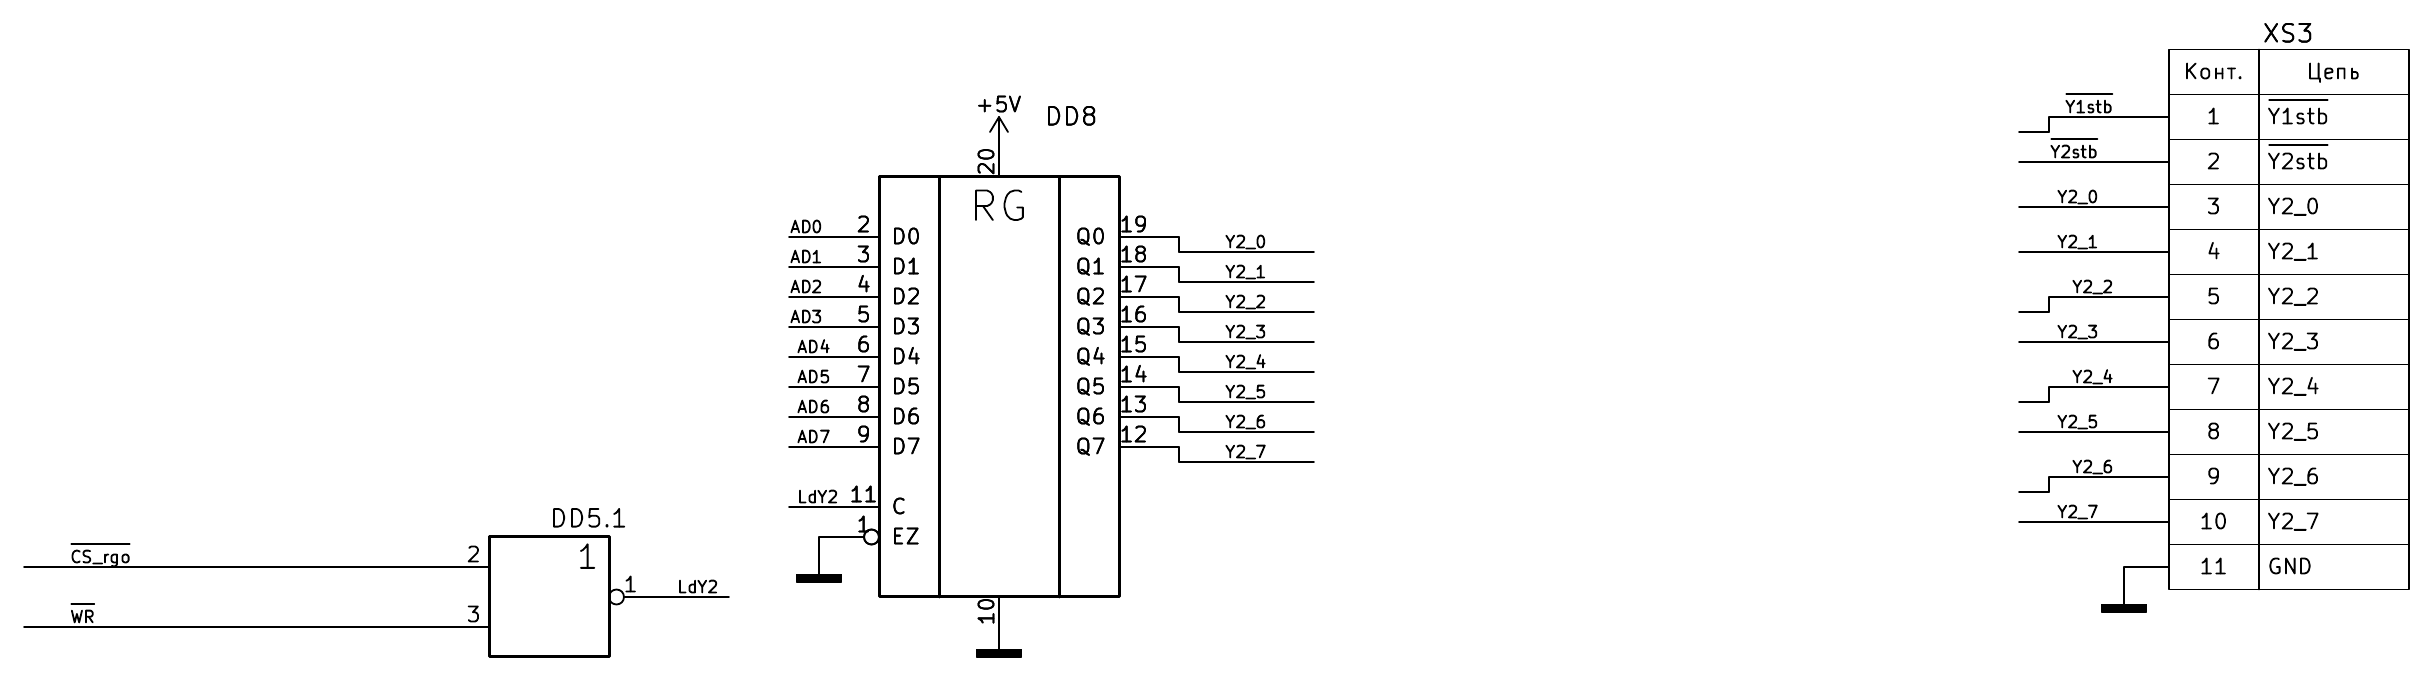 CS_rgo
WR
2
3
DD5.1
1
1
LdY2
+5V
DD8
20
RG
AD0 2 D0
AD1 3 D1
AD2 4 D2
AD3 5 D3
AD4 6 D4
AD5 7 D5
AD6 8 D6
AD7 9 D7
LdY2 11 C
1 EZ
Q0 19 Y2_0
Q1 18 Y2_1
Q2 17 Y2_2
Q3 16 Y2_3
Q4 15 Y2_4
Q5 14 Y2_5
Q6 13 Y2_6
Q7 12 Y2_7
10
XS3
Конт. Цепь
Y1stb 1 Y1stb
Y2stb 2 Y2stb
Y2_0 3 Y2_0
Y2_1 4 Y2_1
Y2_2 5 Y2_2
Y2_3 6 Y2_3
Y2_4 7 Y2_4
Y2_5 8 Y2_5
Y2_6 9 Y2_6
Y2_7 10 Y2_7
11 GND